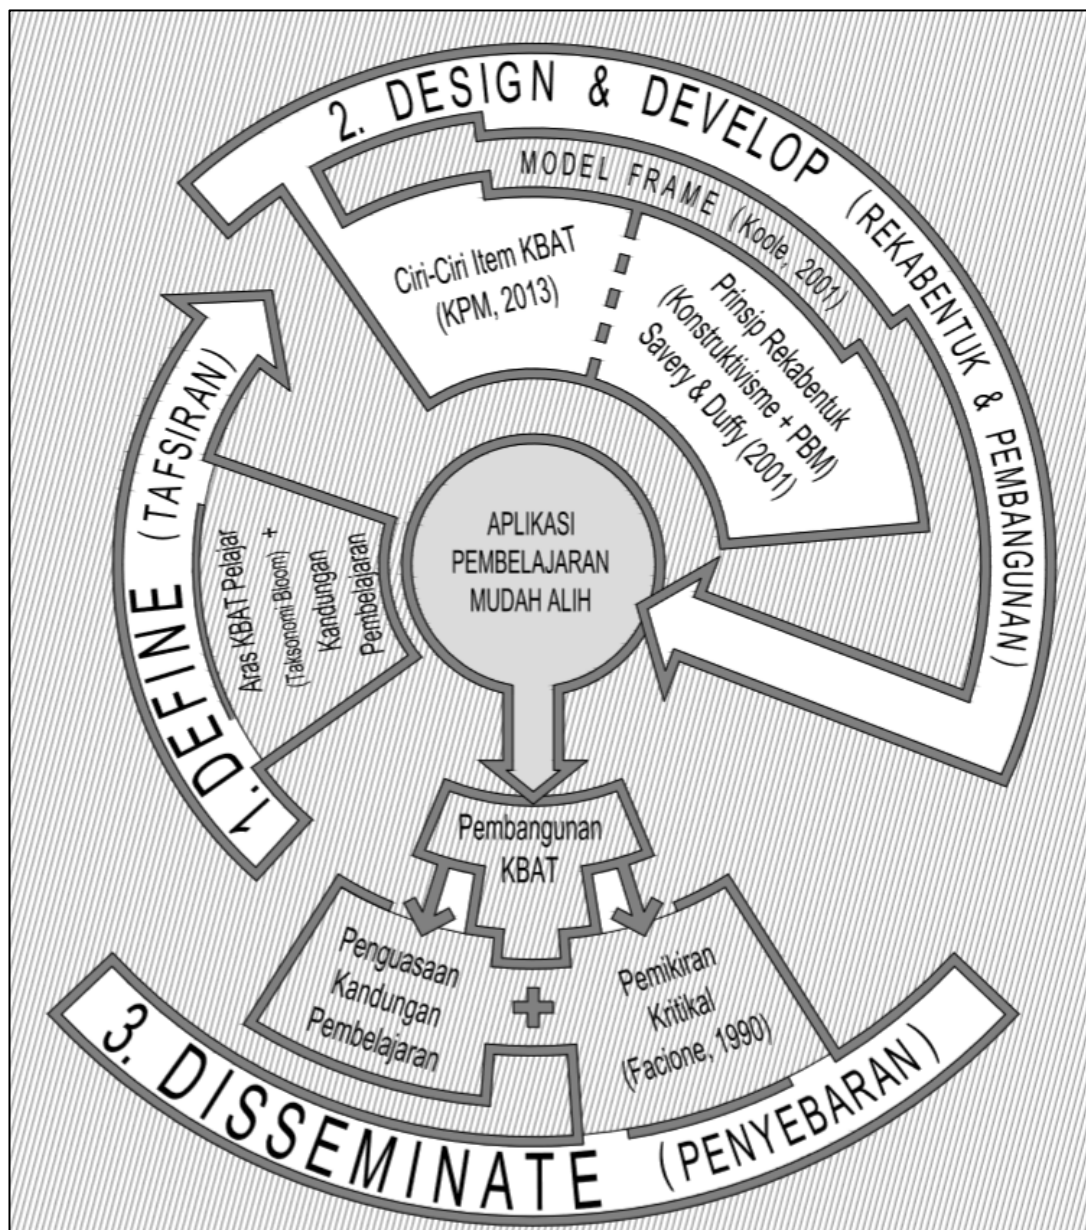 2. DESIGN & DEVELOP (REKABENTUK & PEMBANGUNAN)
MODEL FRAME (Koole, 2001)
Ciri-Ciri Item KBAT
(KPM, 2013)
Prinsip Rekabentuk
(Konstruktivisme + PBM)
Savery & Duffy (2001)
1. DEFINE (TAFSIRAN)
Aras KBAT Pelajar
(Taksonomi Bloom) +
Kandungan
Pembelajaran
APLIKASI
PEMBELAJARAN
MUDAH ALIH
Pembangunan
KBAT
Penguasaan
Kandungan
Pembelajaran
+
Pemikiran
Kritikal
(Facione, 1990)
3. DISSEMINATE (PENYEBARAN)